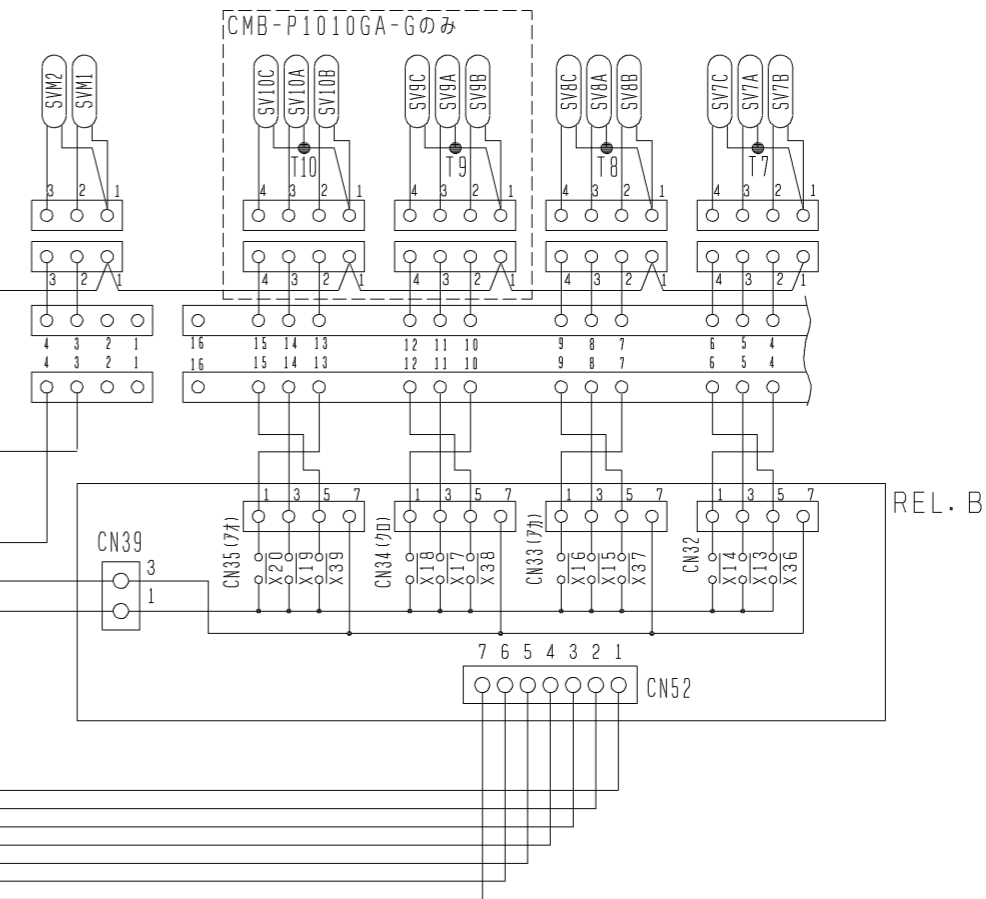 CMB-P1010GA-Gのみ
SVM2 SVM1 SV10C SV10A SV10B SV9C SV9A SV9B SV8C SV8A SV8B SV7C SV7A SV7B
T10 T9 T8 T7
3 2 1 4 3 2 1 4 3 2 1 4 3 2 1 4 3 2 1
3 2 1 4 3 2 1 4 3 2 1 4 3 2 1 4 3 2 1
4 3 2 1 16 15 14 13 12 11 10 9 8 7 6 5 4
4 3 2 1 16 15 14 13 12 11 10 9 8 7 6 5 4
REL.B
1 3 5 7 1 3 5 7 1 3 5 7 1 3 5 7
CN39
3
1
CN35(アオ) X20 X19 X39 CN34(クロ) X18 X17 X38 CN33(アカ) X16 X15 X37 CN32 X14 X13 X36
7 6 5 4 3 2 1
CN52